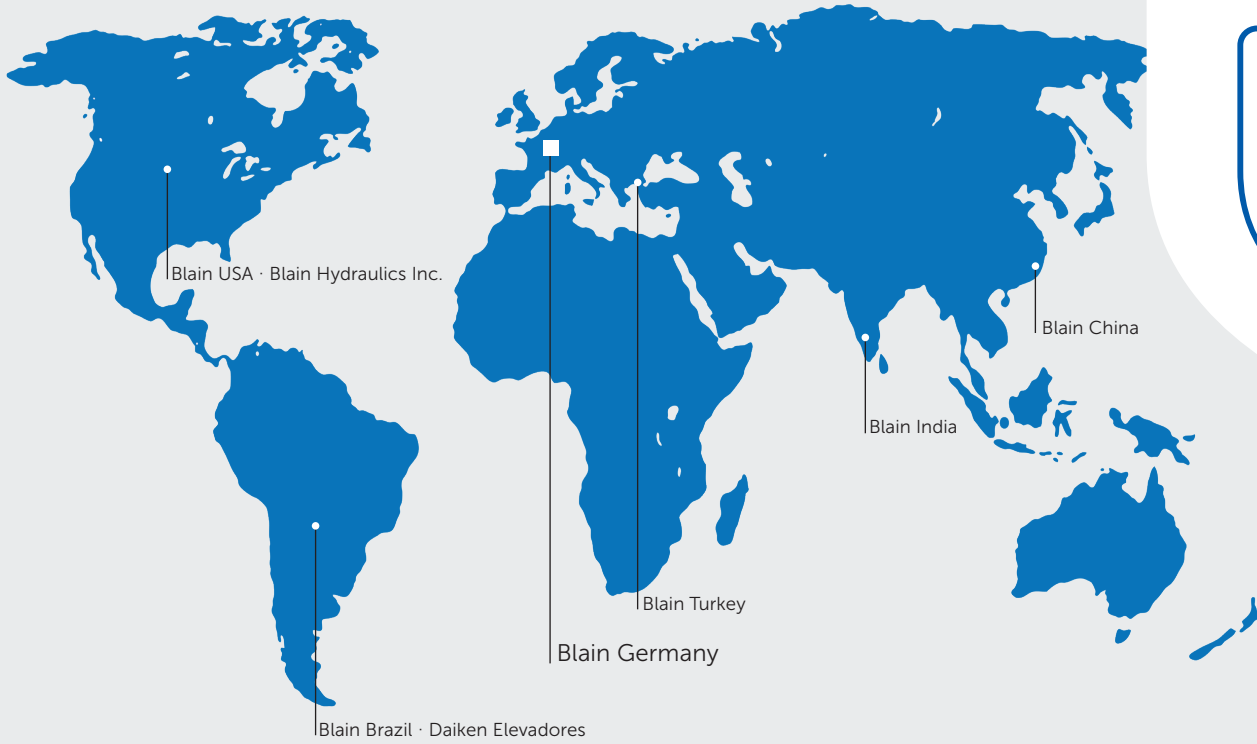 Blain USA · Blain Hydraulics Inc.
Blain China
Blain India
Blain Turkey
Blain Germany
Blain Brazil · Daiken Elevadores